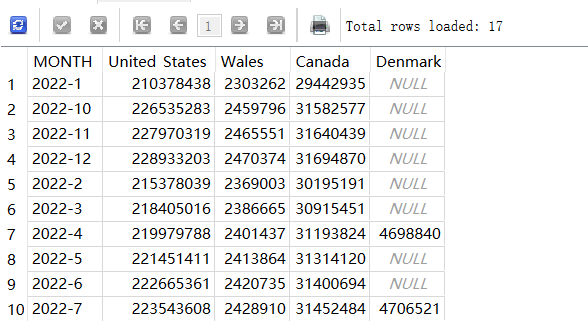 1 Total rows loaded: 17
MONTH United States Wales Canada Denmark
1 2022-1 210378438 2303262 29442935 NULL
2 2022-10 226535283 2459796 31582577 NULL
3 2022-11 227970319 2465551 31640439 NULL
4 2022-12 228933203 2470374 31694870 NULL
5 2022-2 215378039 2369003 30195191 NULL
6 2022-3 218405016 2386665 30915451 NULL
7 2022-4 219979788 2401437 31193824 4698840
8 2022-5 221451411 2413864 31314120 NULL
9 2022-6 222665361 2420735 31400694 NULL
10 2022-7 223543608 2428910 31452484 4706521